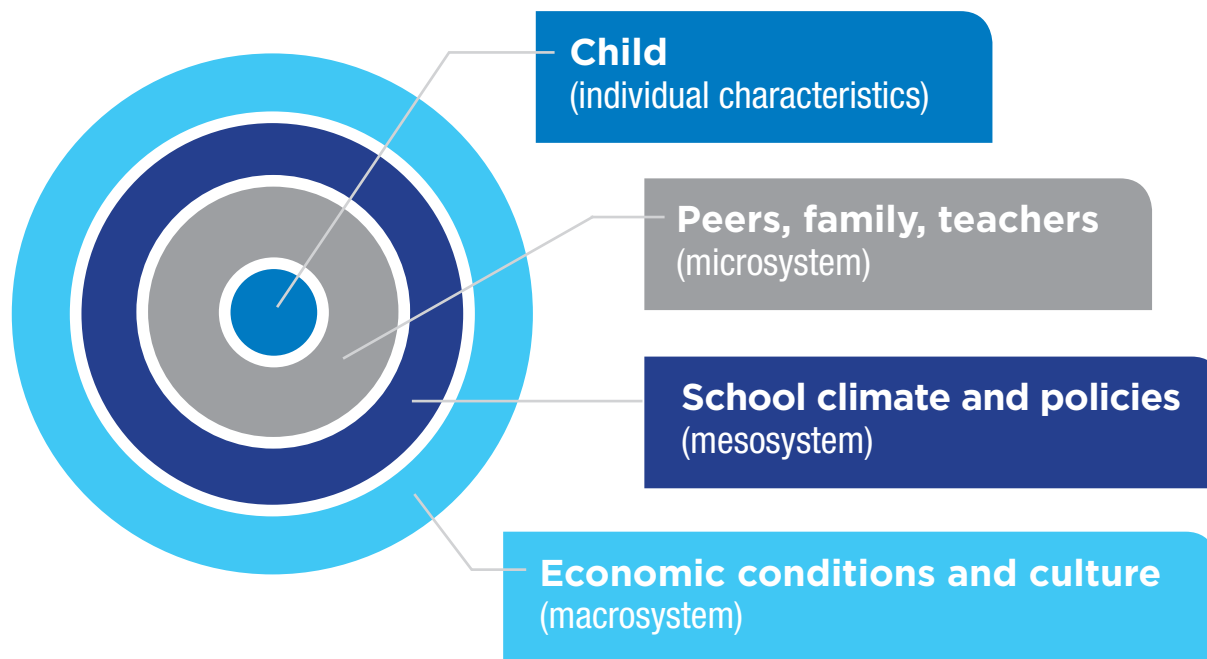 Child
(individual characteristics)
Peers, family, teachers
(microsystem)
School climate and policies
(mesosystem)
Economic conditions and culture
(macrosystem)